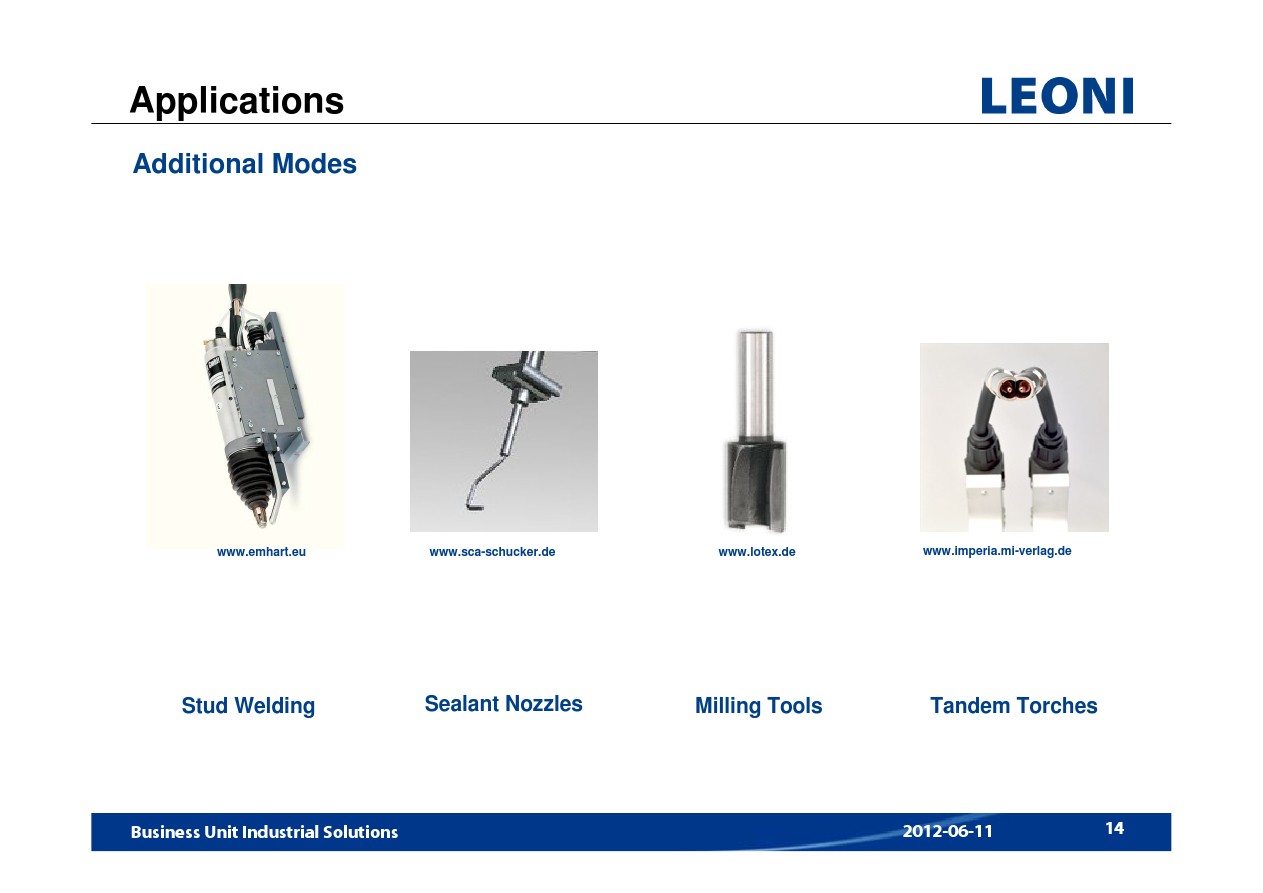 Applications
LEONI
Additional Modes
www.emhart.eu
www.sca-schucker.de
www.lotex.de
www.imperia.mi-verlag.de
Stud Welding
Sealant Nozzles
Milling Tools
Tandem Torches
Business Unit Industrial Solutions
2012-06-11
14